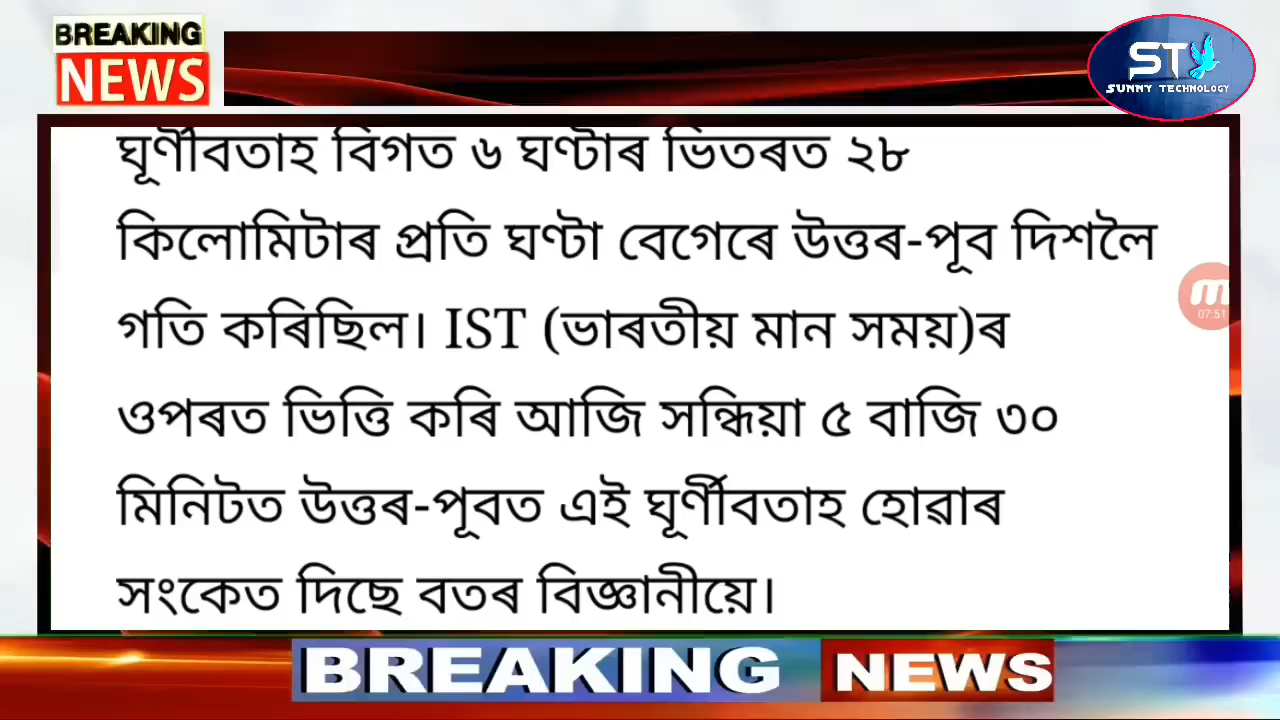 BREAKING
NEWS
ST
SUNNY TECHNOLOGY
ঘূৰ্ণীবতাহ বিগত ৬ ঘণ্টাৰ ভিতৰত ২৮
কিলোমিটাৰ প্ৰতি ঘণ্টা বেগেৰে উত্তৰ-পূব দিশলৈ
গতি কৰিছিল। IST (ভাৰতীয় মান সময়)ৰ
ওপৰত ভিত্তি কৰি আজি সন্ধিয়া ৫ বাজি ৩০
মিনিটত উত্তৰ-পূবত এই ঘূৰ্ণীবতাহ হোৱাৰ
সংকেত দিছে বতৰ বিজ্ঞানীয়ে।
07:51
BREAKING NEWS